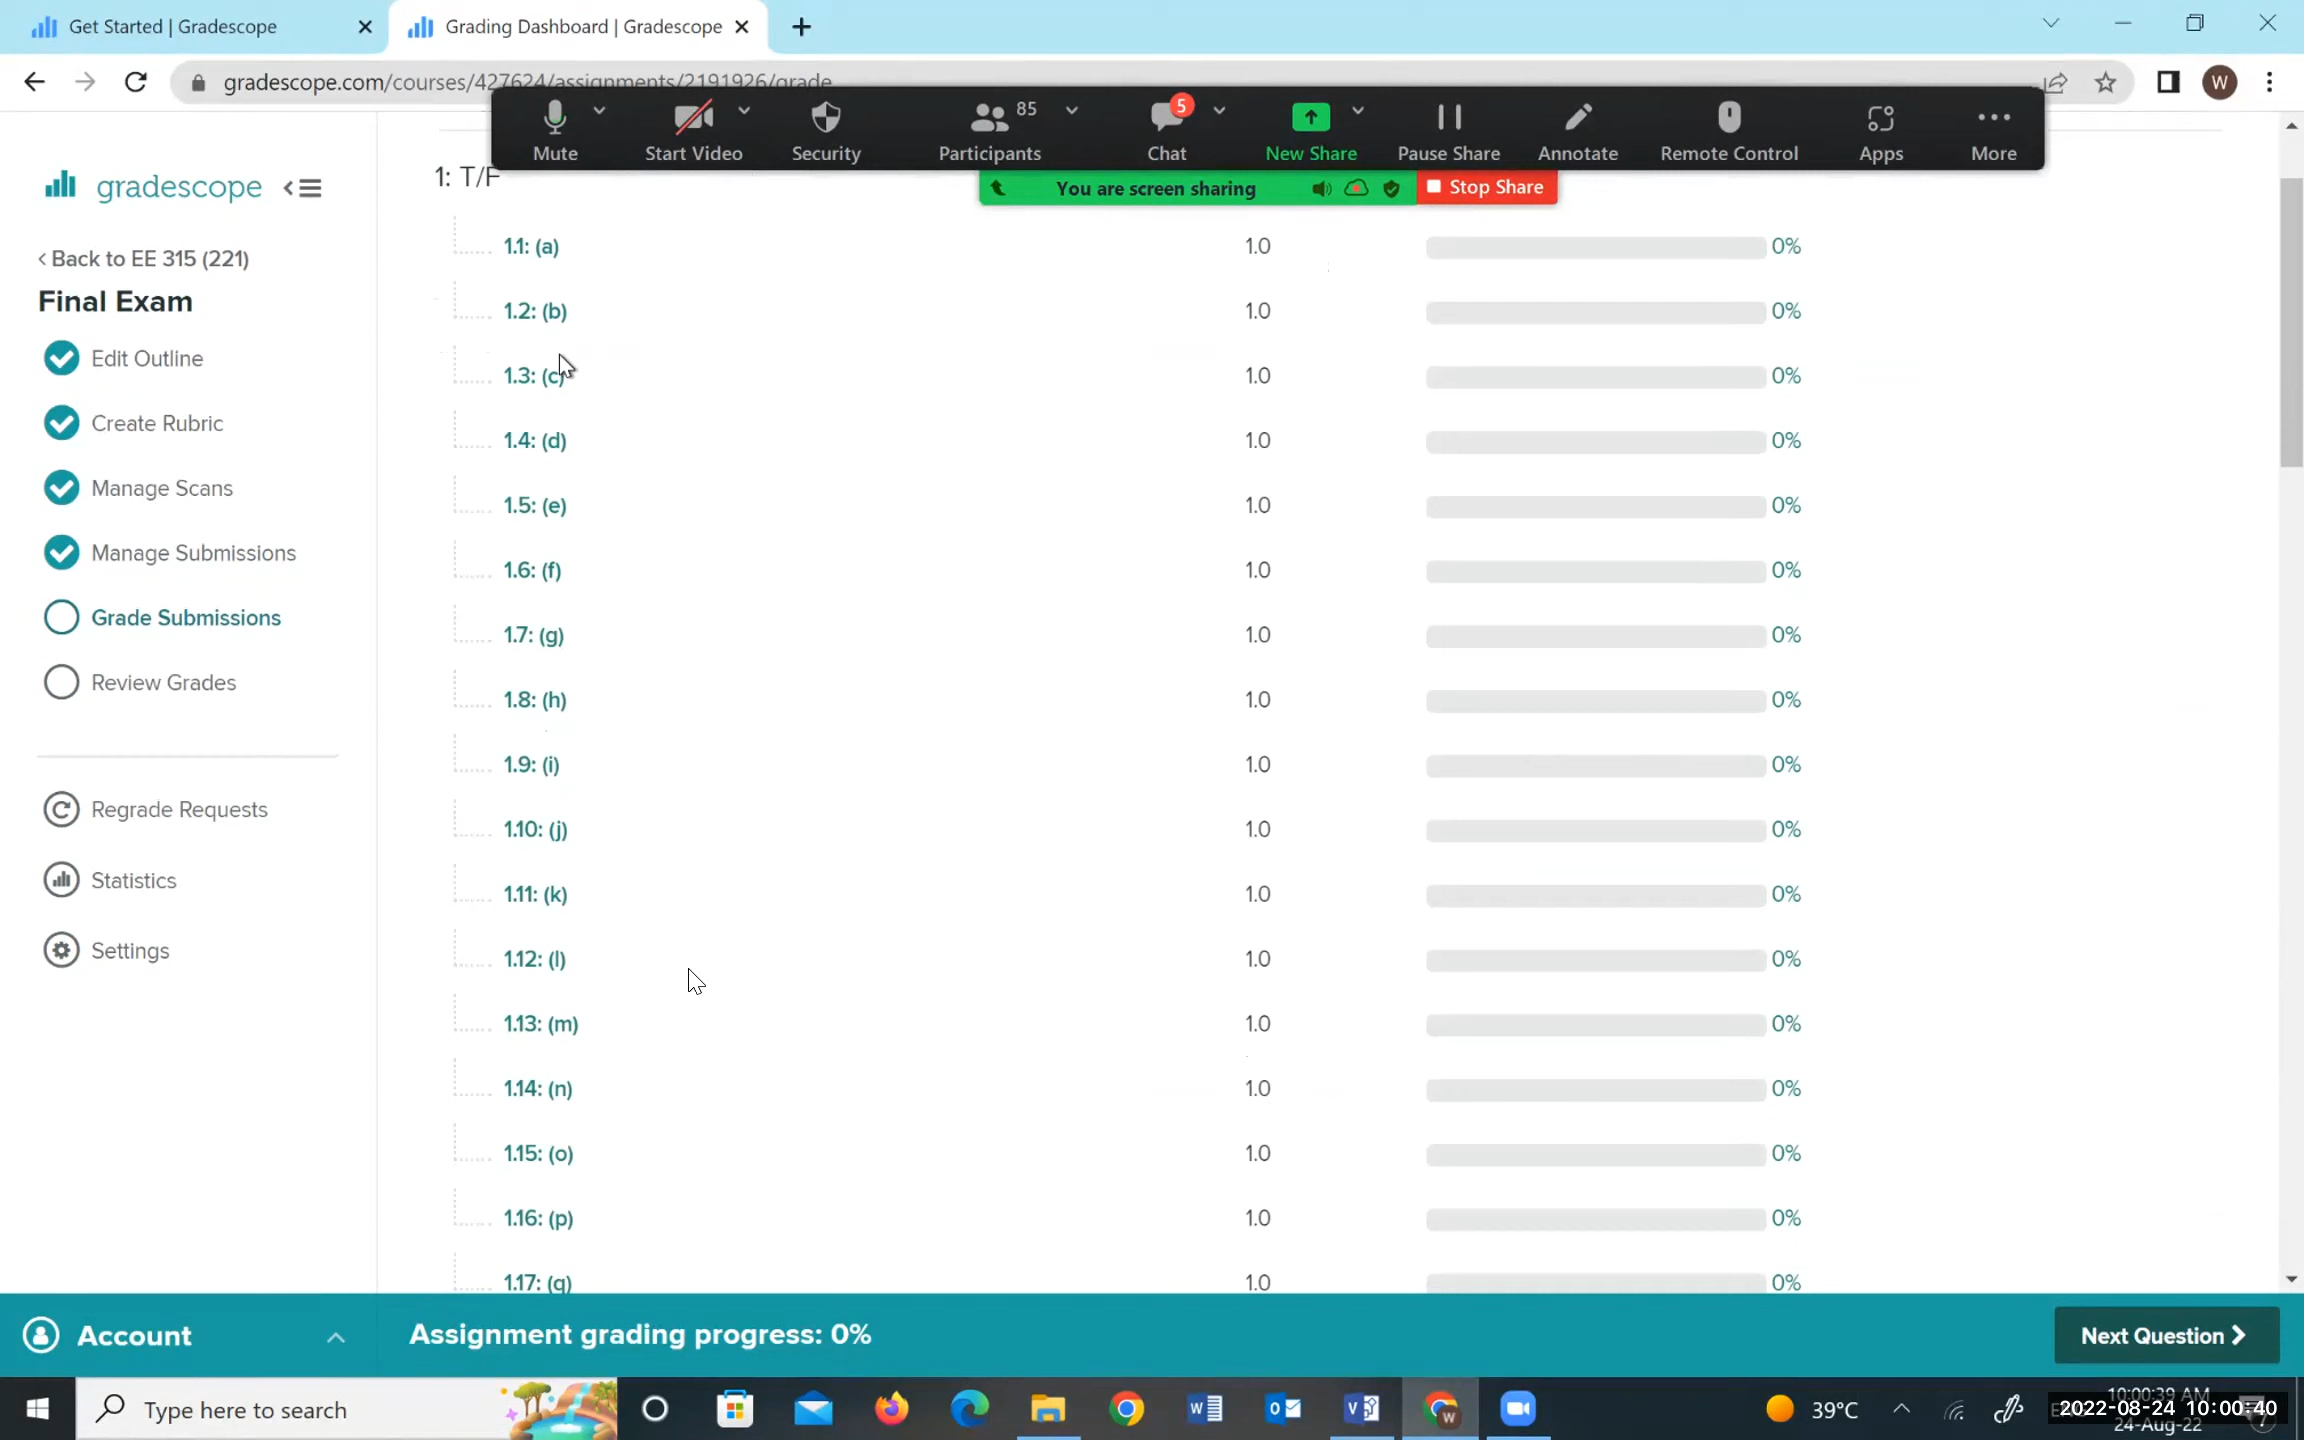 Get Started | Gradescope
Grading Dashboard | Gradescope
gradescope.com/courses/427624/assignments/2191926/grade
W
Mute
Start Video
Security
Participants
85
Chat
5
New Share
Pause Share
Annotate
Remote Control
Apps
More
You are screen sharing
Stop Share
gradescope
Back to EE 315 (221)
Final Exam
Edit Outline
Create Rubric
Manage Scans
Manage Submissions
Grade Submissions
Review Grades
Regrade Requests
Statistics
Settings
1: T/F
1.1: (a) 1.0 0%
1.2: (b) 1.0 0%
1.3: (c) 1.0 0%
1.4: (d) 1.0 0%
1.5: (e) 1.0 0%
1.6: (f) 1.0 0%
1.7: (g) 1.0 0%
1.8: (h) 1.0 0%
1.9: (i) 1.0 0%
1.10: (j) 1.0 0%
1.11: (k) 1.0 0%
1.12: (l) 1.0 0%
1.13: (m) 1.0 0%
1.14: (n) 1.0 0%
1.15: (o) 1.0 0%
1.16: (p) 1.0 0%
1.17: (q) 1.0 0%
Account
Assignment grading progress: 0%
Next Question
Type here to search
39°C
10:00:39 AM
2022-08-24 10:00:40
24-Aug-22